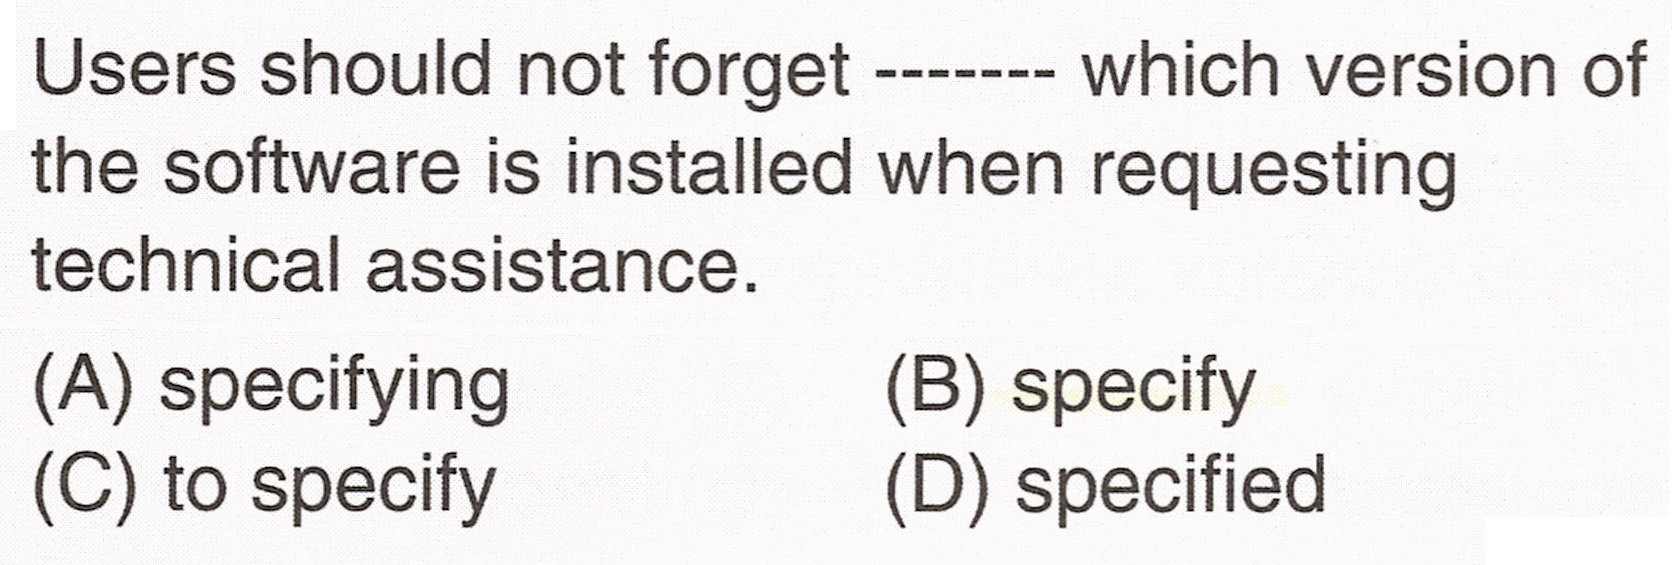 Users should not forget ------- which version of
the software is installed when requesting
technical assistance.
(A) specifying (B) specify
(C) to specify (D) specified